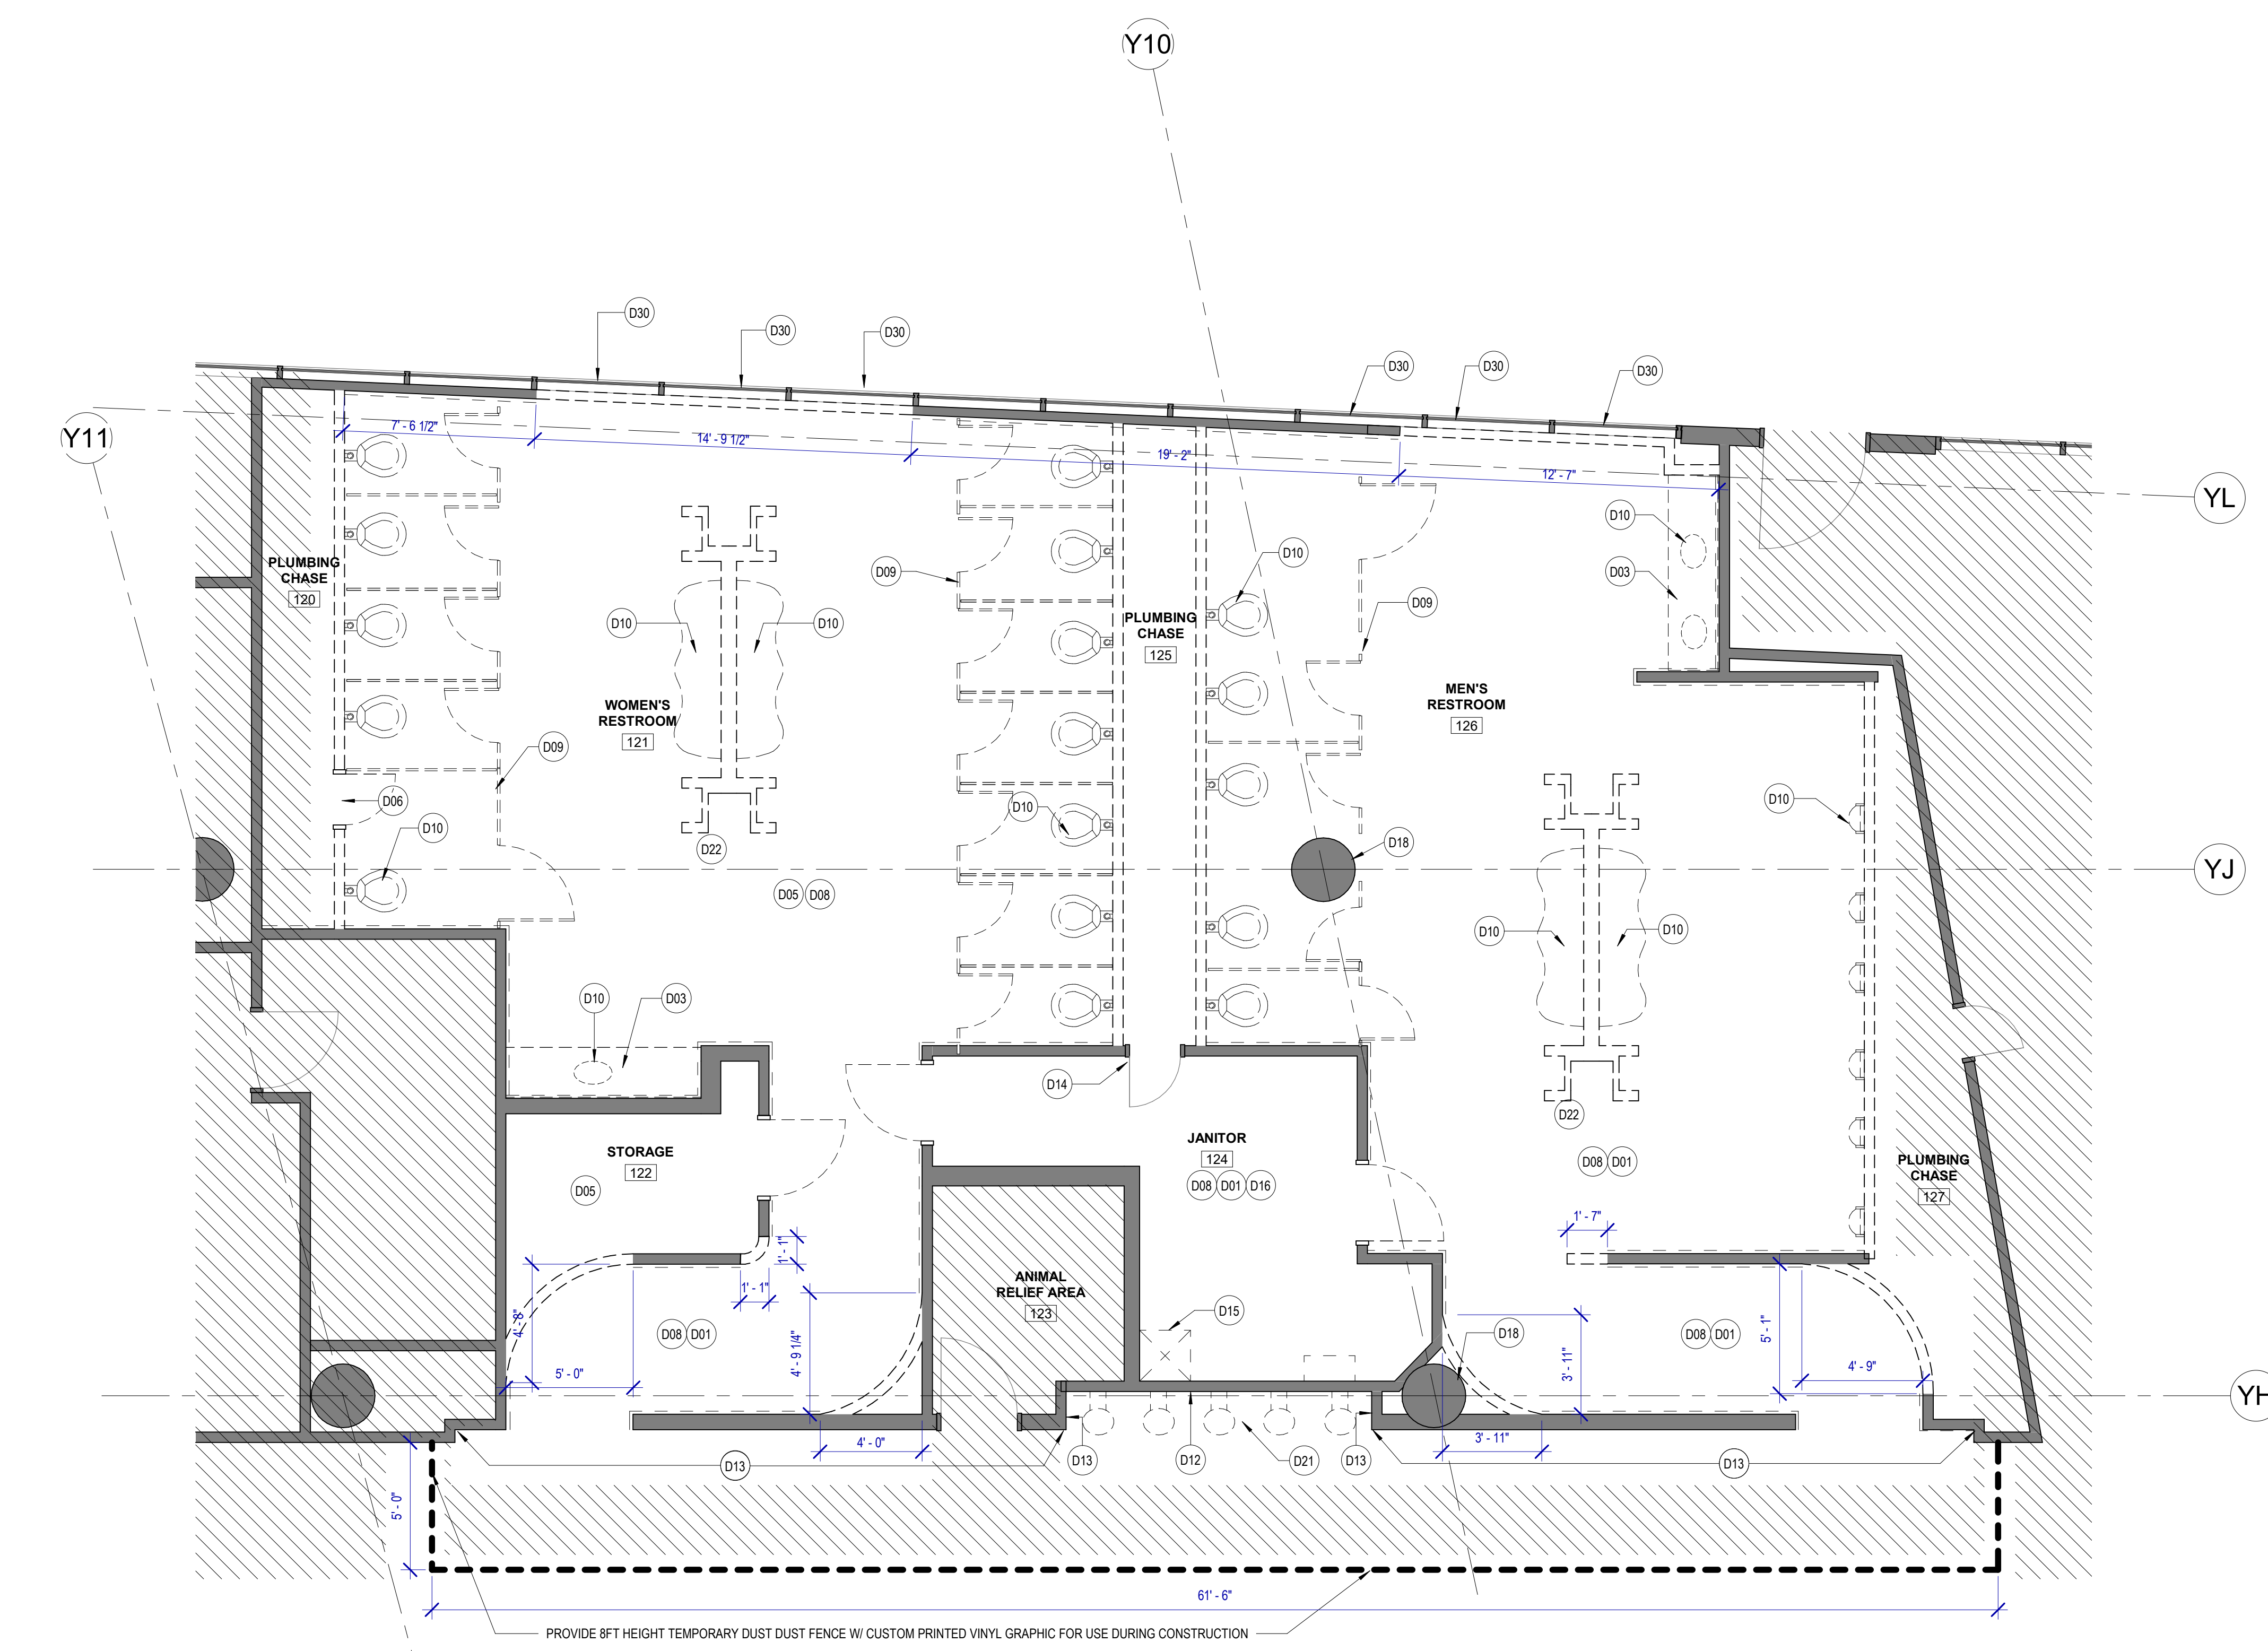 Y10
D30
D30
D30
D30
D30
D30
Y11
7' - 6 1/2"
14' - 9 1/2"
19' - 2"
12' - 7"
YL
D10
D03
PLUMBING
CHASE
120
D09
D10
D09
D10
D10
PLUMBING
CHASE
125
WOMEN'S
RESTROOM
121
MEN'S
RESTROOM
126
D09
D06
D10
D10
D10
D22
D18
YJ
D05
D08
D10
D10
D10
D03
D14
D22
STORAGE
122
D05
JANITOR
124
D08
D01
D16
D08
D01
PLUMBING
CHASE
127
1' - 7"
1' - 1"
1' - 1"
ANIMAL
RELIEF AREA
123
D15
D18
4' - 8"
D08
D01
4' - 9 1/4"
5' - 0"
3' - 11"
D08
D01
5' - 1"
4' - 9"
YH
4' - 0"
3' - 11"
D13
D13
D12
D21
D13
D13
5' - 0"
61' - 6"
PROVIDE 8FT HEIGHT TEMPORARY DUST DUST FENCE W/ CUSTOM PRINTED VINYL GRAPHIC FOR USE DURING CONSTRUCTION